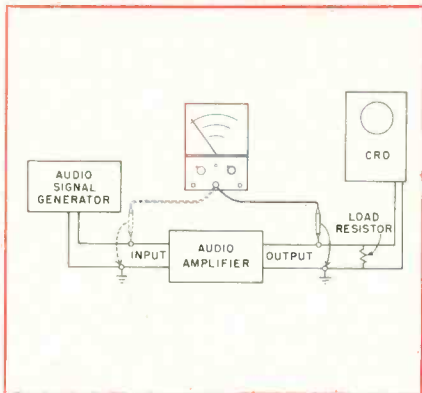 AUDIO
SIGNAL
GENERATOR
CRO
LOAD
RESISTOR
INPUT
AUDIO
AMPLIFIER
OUTPUT